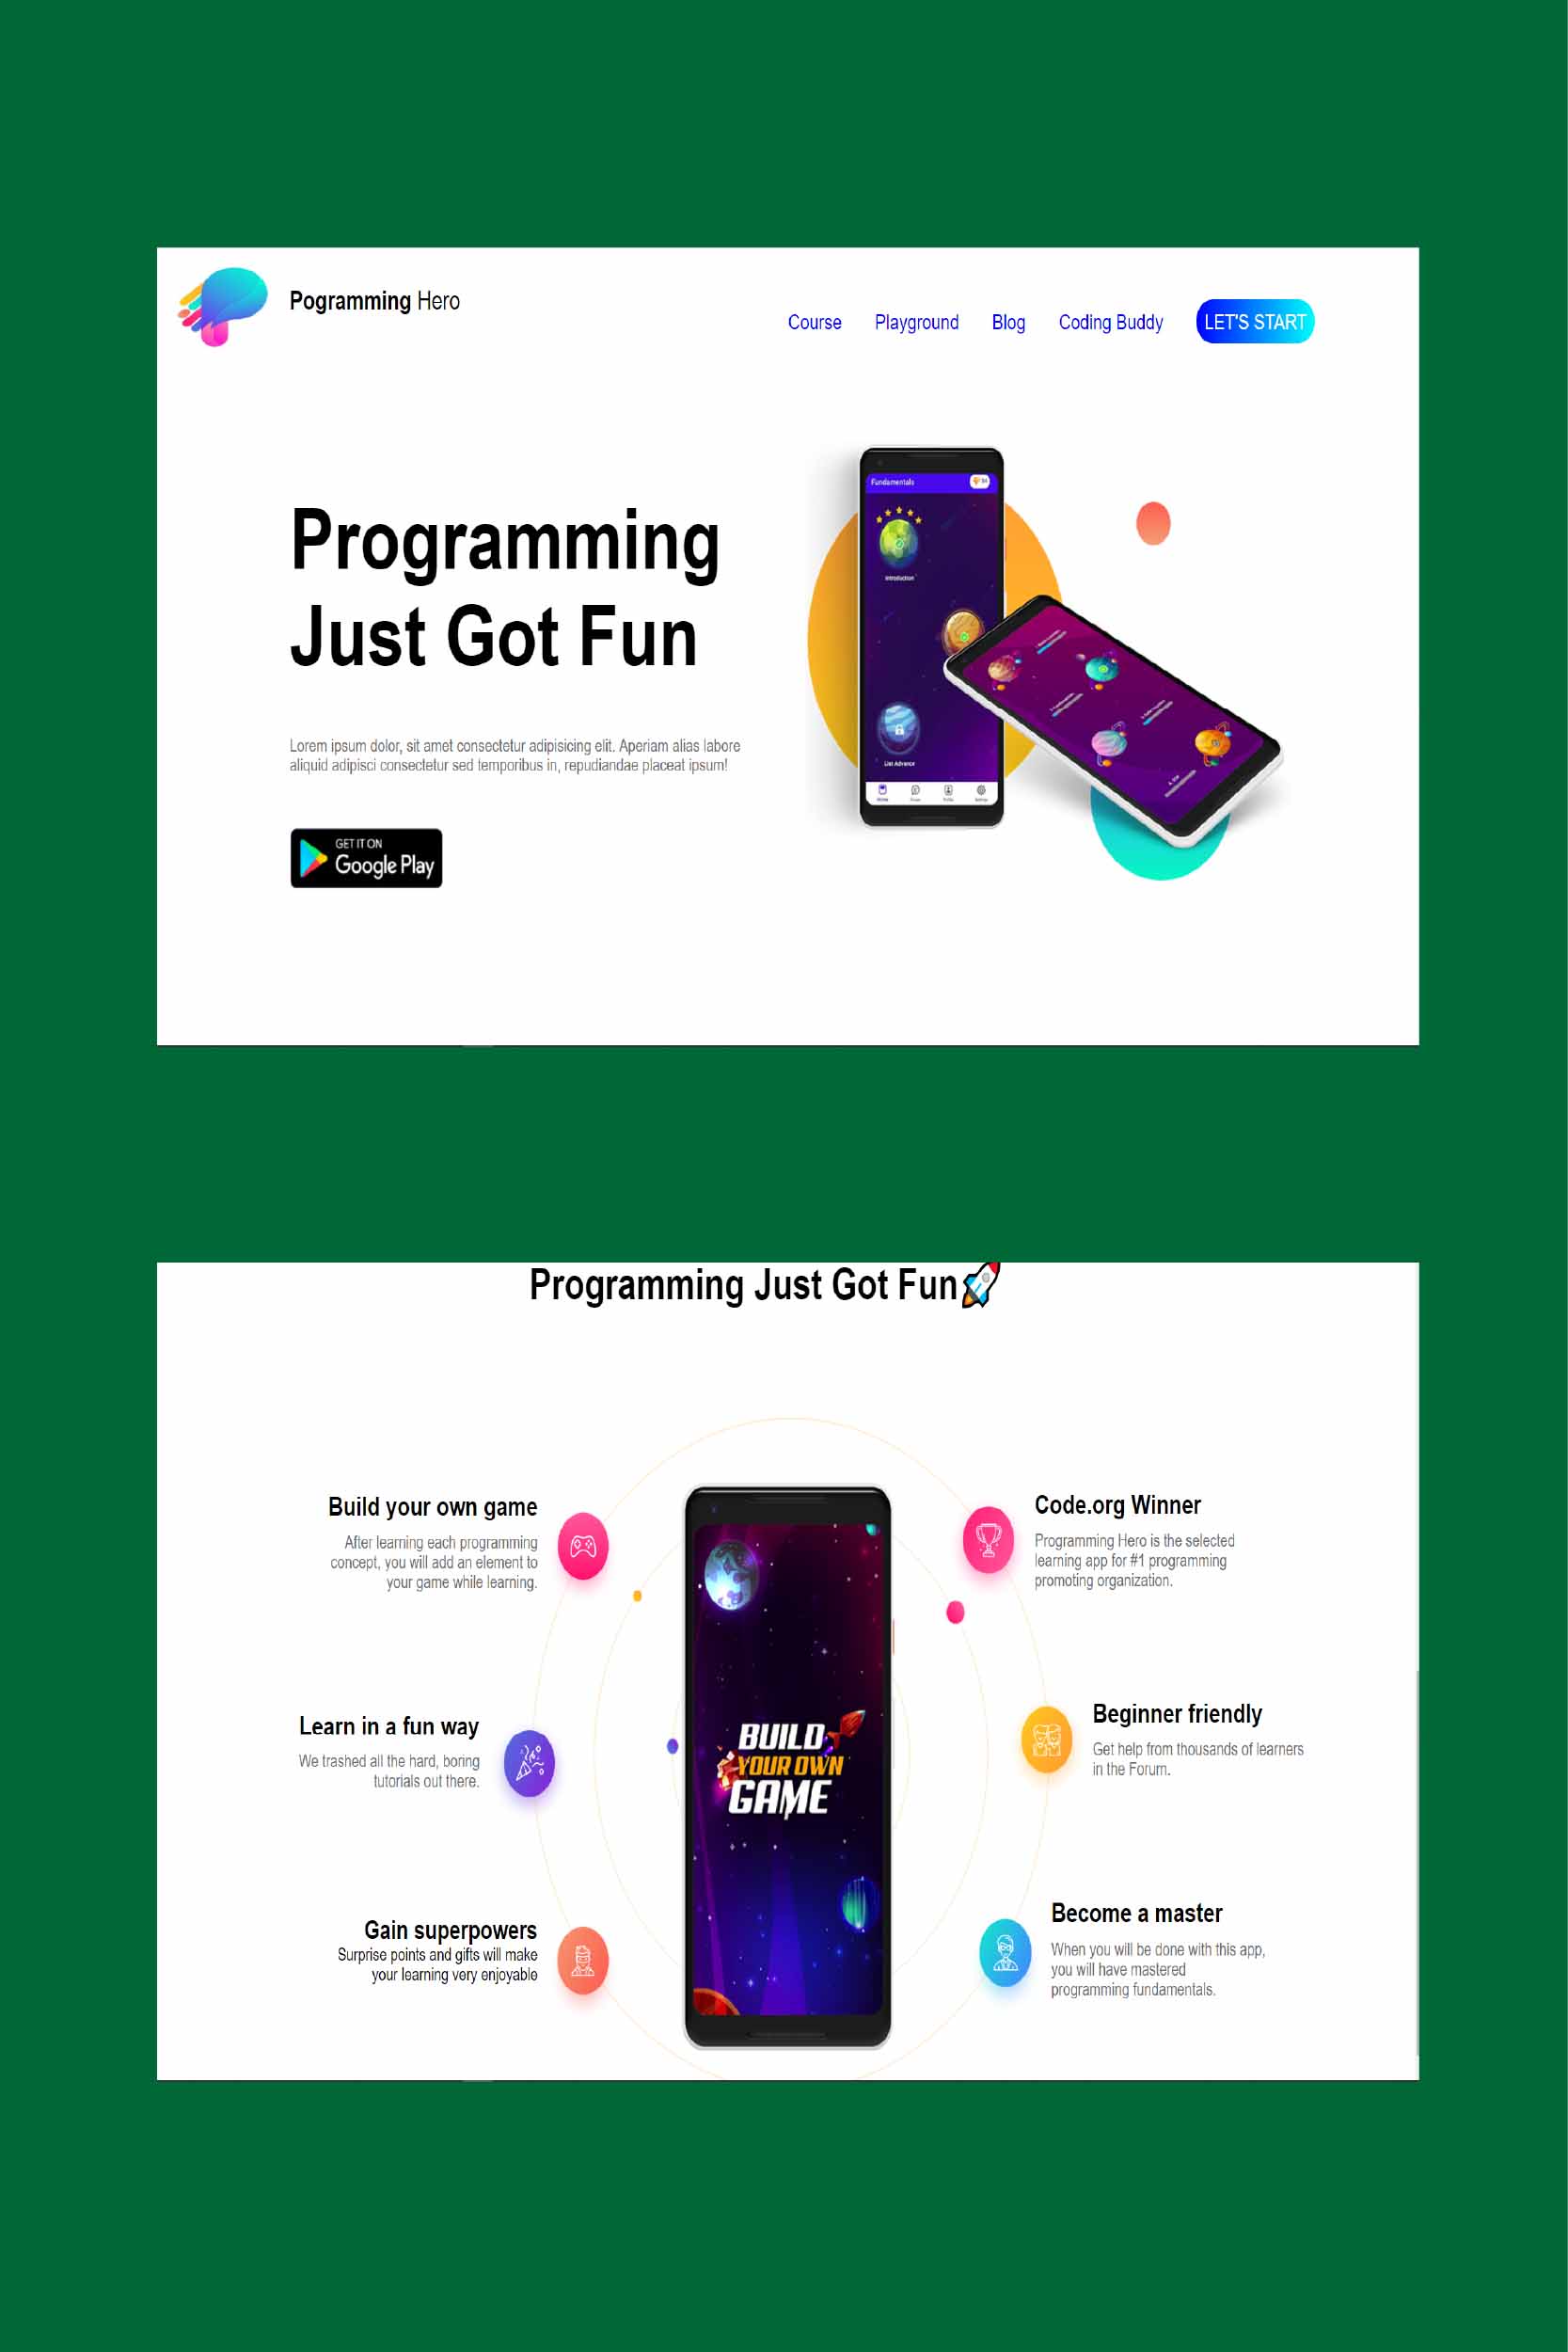 Pogramming Hero
Course Playground Blog Coding Buddy LET'S START
Programming
Just Got Fun
Lorem ipsum dolor, sit amet consectetur adipisicing elit. Aperiam alias labore
aliquid adipisci consectetur sed temporibus in, repudiandae placeat ipsum!
GET IT ON
Google Play
Fundamentals
Introduction
List Advance
Home
Profile
Settings
Programming Just Got Fun🚀
Build your own game
After learning each programming
concept, you will add an element to
your game while learning.
Learn in a fun way
We trashed all the hard, boring
tutorials out there.
Gain superpowers
Surprise points and gifts will make
your learning very enjoyable
BUILD
YOUR OWN
GAME
Code.org Winner
Programming Hero is the selected
learning app for #1 programming
promoting organization.
Beginner friendly
Get help from thousands of learners
in the Forum.
Become a master
When you will be done with this app,
you will have mastered
programming fundamentals.